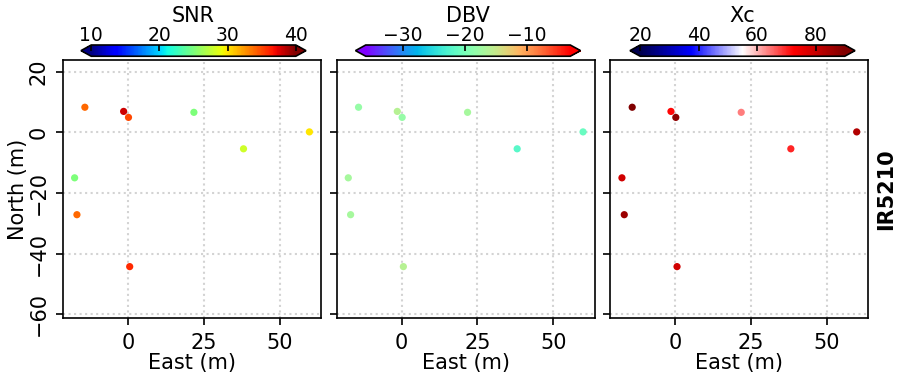 SNR DBV Xc
10 20 30 40 −30 −20 −10 20 40 60 80
20
0
−20
−40
−60
North (m)
IR5210
0 25 50 0 25 50 0 25 50
East (m) East (m) East (m)